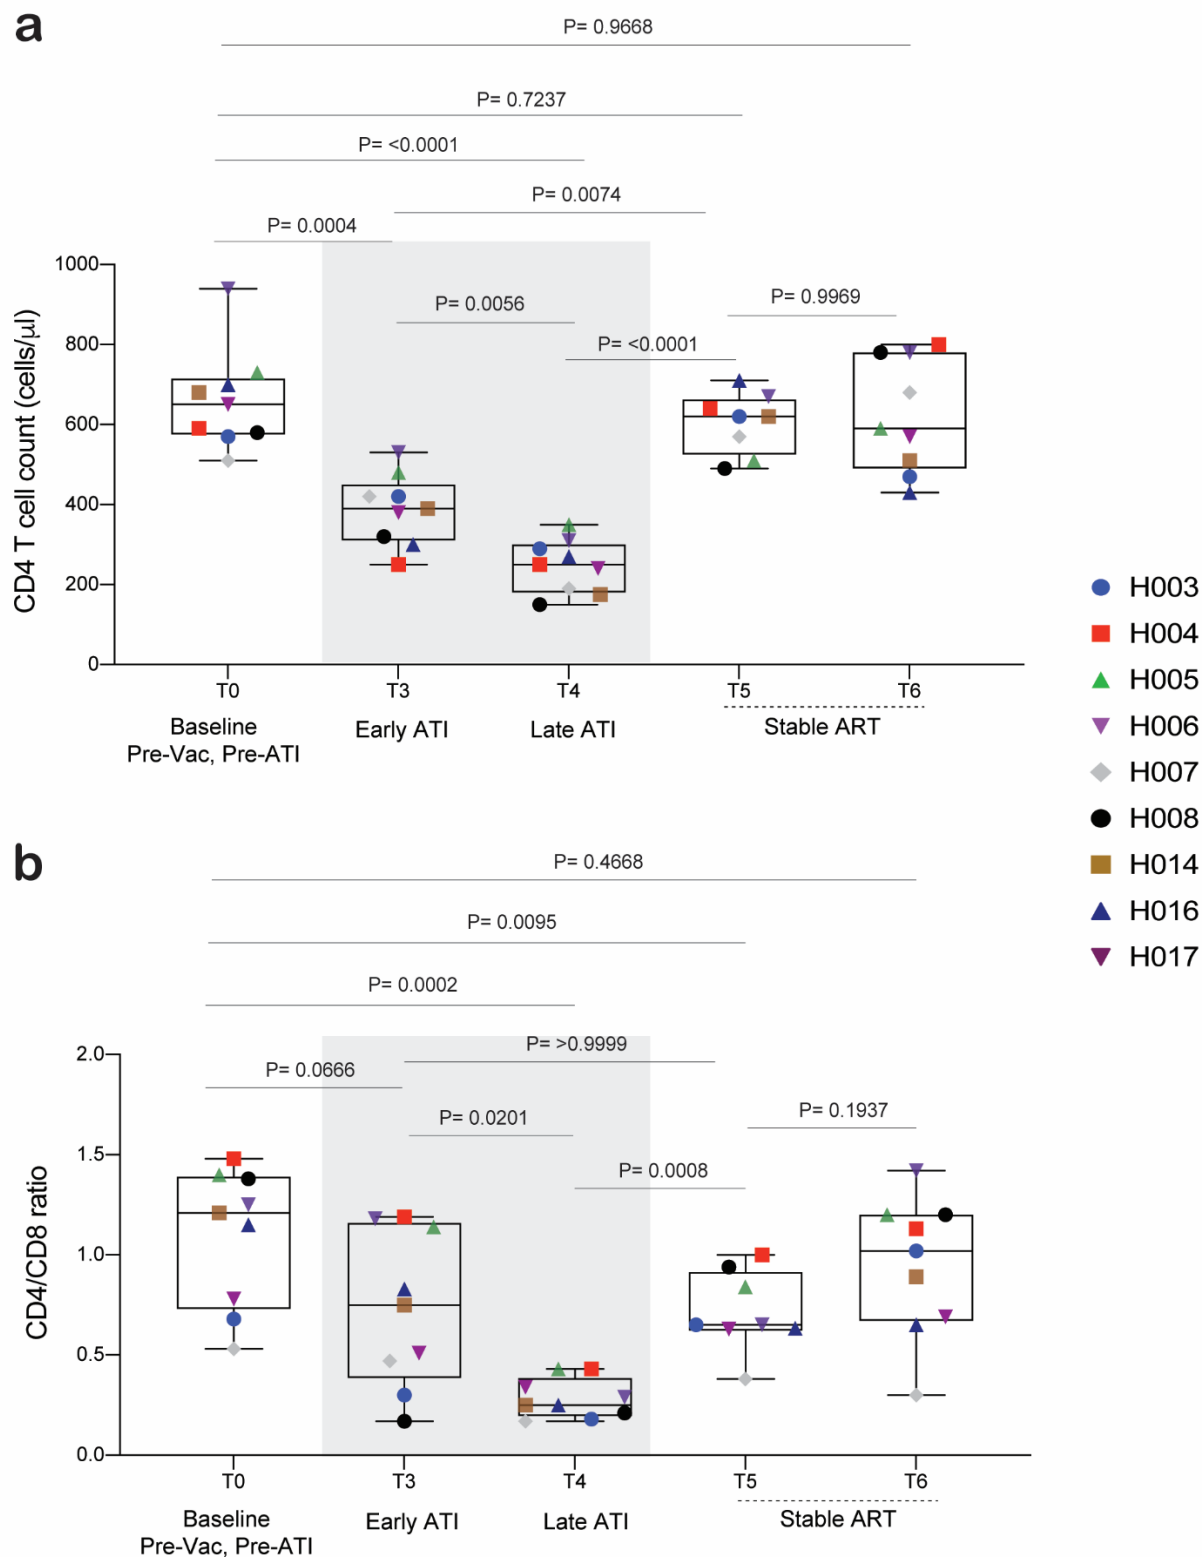 a
P= 0.9668
P= 0.7237
P= <0.0001
P= 0.0074
P= 0.0004
P= 0.0056
P= 0.9969
P= <0.0001
CD4 T cell count (cells/µl)
1000
800
600
400
200
0
T0
T3
T4
T5
T6
Baseline
Pre-Vac, Pre-ATI
Early ATI
Late ATI
Stable ART
H003
H004
H005
H006
H007
H008
H014
H016
H017
b
P= 0.4668
P= 0.0095
P= 0.0002
P= >0.9999
P= 0.0666
P= 0.0201
P= 0.1937
P= 0.0008
CD4/CD8 ratio
2.0
1.5
1.0
0.5
0.0
T0
T3
T4
T5
T6
Baseline
Pre-Vac, Pre-ATI
Early ATI
Late ATI
Stable ART